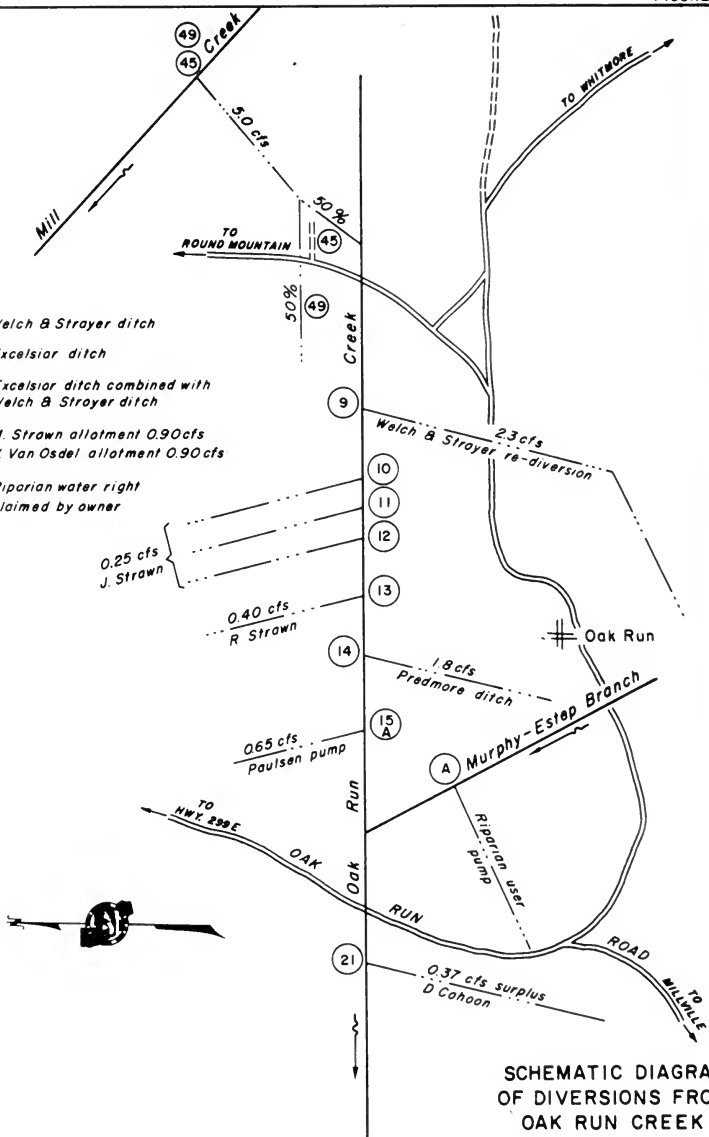 49
45
Creek
Mill
5.0 cfs
TO WHITMORE
50 %
45
TO
ROUND MOUNTAIN
50%
49
elch & Strayer ditch
xcelsior ditch
xcelsior ditch combined with
elch & Strayer ditch
. Strawn allotment 0.90cfs
. Van Osdel allotment 0.90cfs
iparian water right
laimed by owner
Creek
9
2.3 cfs
Welch & Strayer re-diversion
10
11
12
0.25 cfs
J. Strawn
13
0.40 cfs
R Strawn
14
1.8 cfs
Predmore ditch
Oak Run
15
A
0.65 cfs
Paulsen pump
A
Murphy-Estep Branch
Riparian user
pump
Oak Run
TO
HWY. 299E
OAK RUN ROAD
TO
MILLVILLE
N
21
0.37 cfs surplus
D Cahoon
SCHEMATIC DIAGRA
OF DIVERSIONS FRO
OAK RUN CREEK